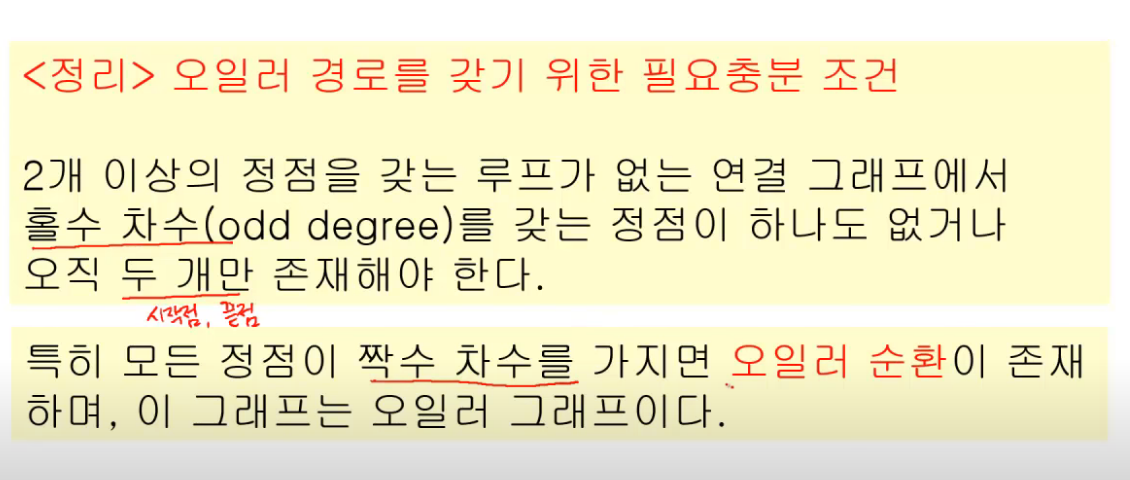 <정리> 오일러 경로를 갖기 위한 필요충분 조건
2개 이상의 정점을 갖는 루프가 없는 연결 그래프에서
홀수 차수(odd degree)를 갖는 정점이 하나도 없거나
오직 두 개만 존재해야 한다.
시작점, 끝점
특히 모든 정점이 짝수 차수를 가지면 오일러 순환이 존재
하며, 이 그래프는 오일러 그래프이다.